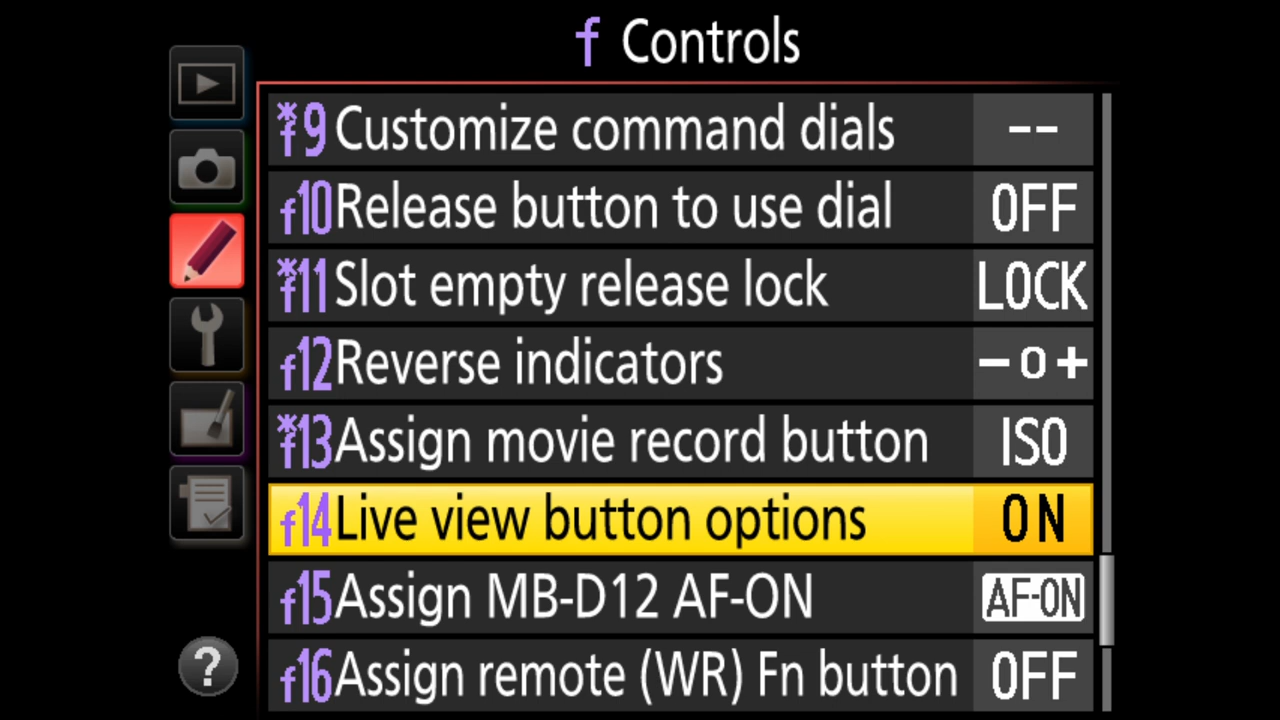 f Controls
*f9 Customize command dials --
f10 Release button to use dial OFF
*f11 Slot empty release lock LOCK
f12 Reverse indicators −o+
*f13 Assign movie record button ISO
f14 Live view button options ON
f15 Assign MB-D12 AF-ON AF-ON
f16 Assign remote (WR) Fn button OFF
?